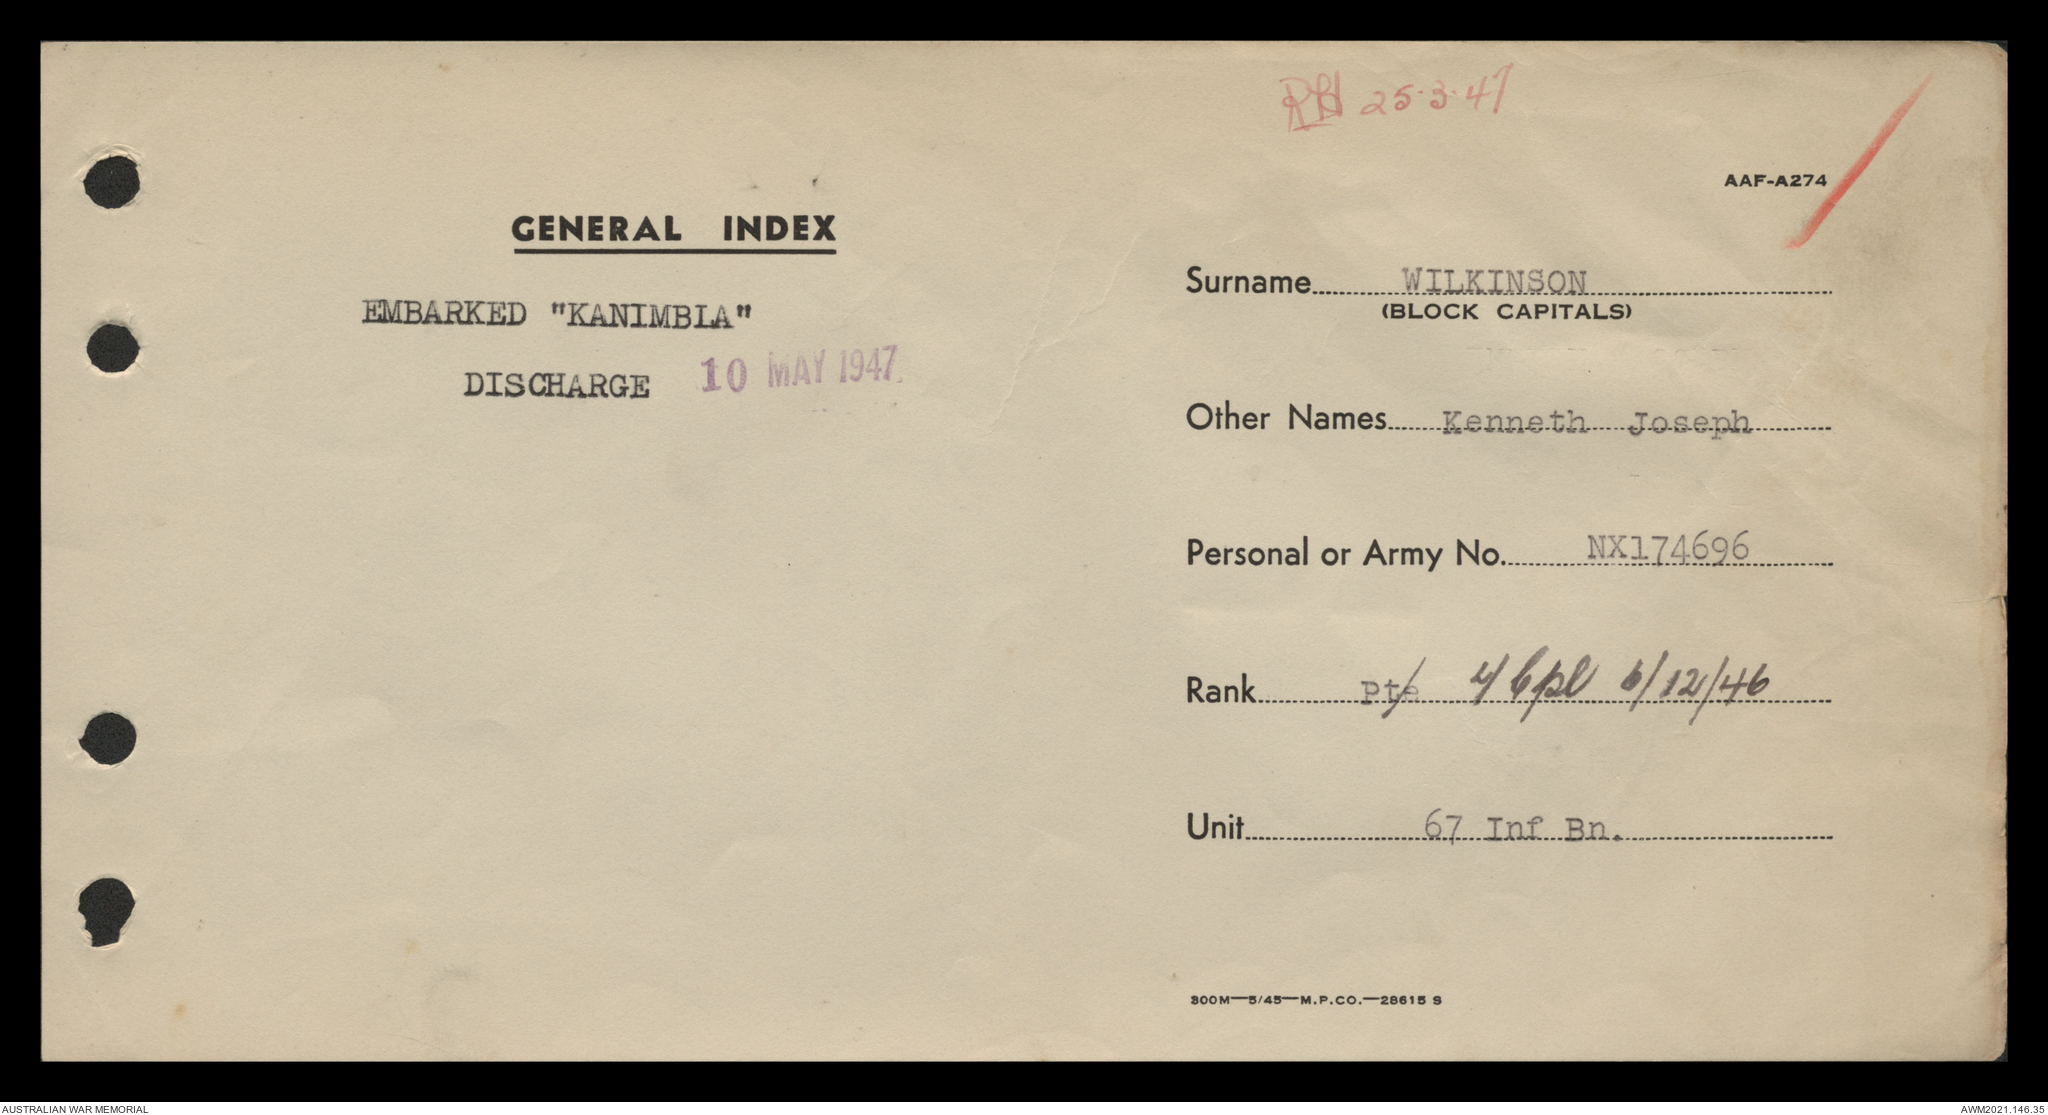 RH 25.3.47
AAF-A274
GENERAL INDEX
EMBARKED "KANIMBLA"
DISCHARGE 10 MAY 1947
Surname WILKINSON
(BLOCK CAPITALS)
Other Names Kenneth Joseph
Personal or Army No. NX174696
Rank Pte Cpl 6/12/46
Unit 67 Inf Bn.
300M—5/45—M.P.CO.—28615 S
AUSTRALIAN WAR MEMORIAL
AWM2021.146.35